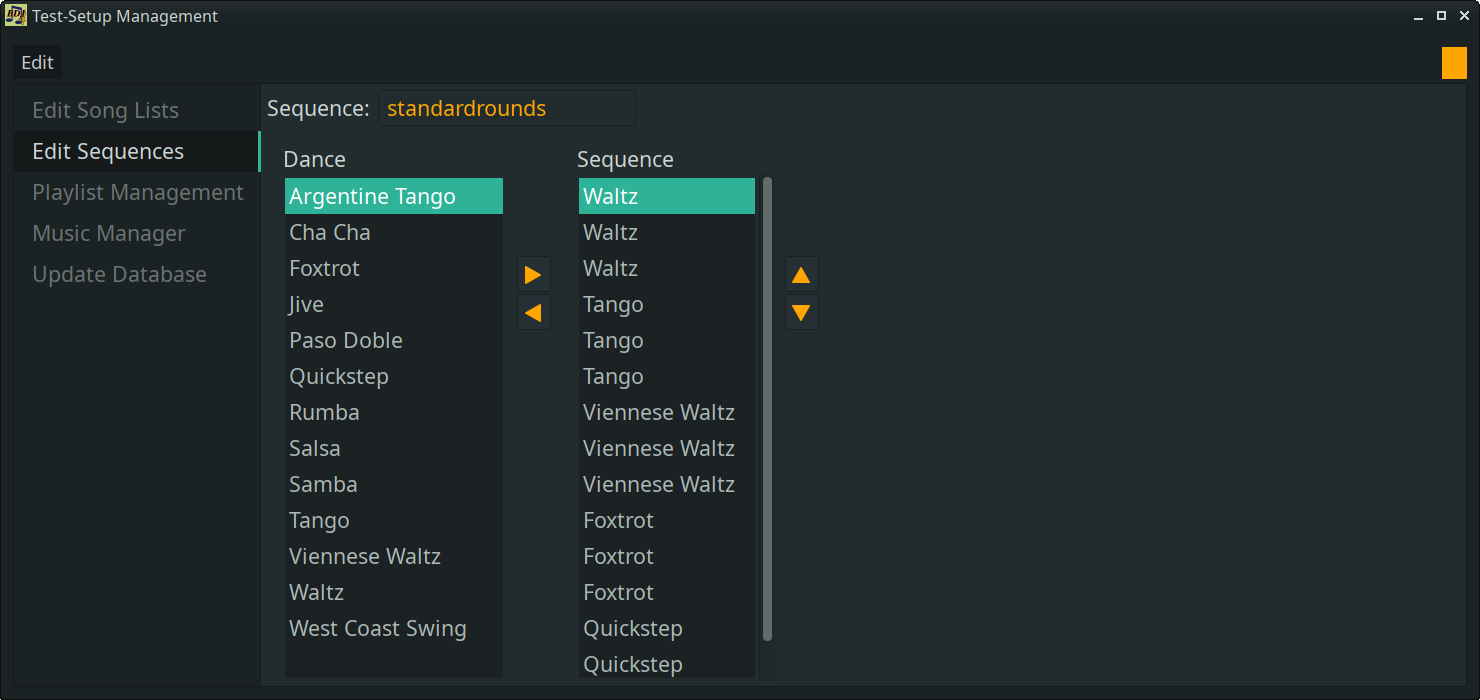 Test-Setup Management
Edit
Edit Song Lists
Edit Sequences
Playlist Management
Music Manager
Update Database
Sequence: standardrounds
Dance
Argentine Tango
Cha Cha
Foxtrot
Jive
Paso Doble
Quickstep
Rumba
Salsa
Samba
Tango
Viennese Waltz
Waltz
West Coast Swing
Sequence
Waltz
Waltz
Waltz
Tango
Tango
Tango
Viennese Waltz
Viennese Waltz
Viennese Waltz
Foxtrot
Foxtrot
Foxtrot
Quickstep
Quickstep